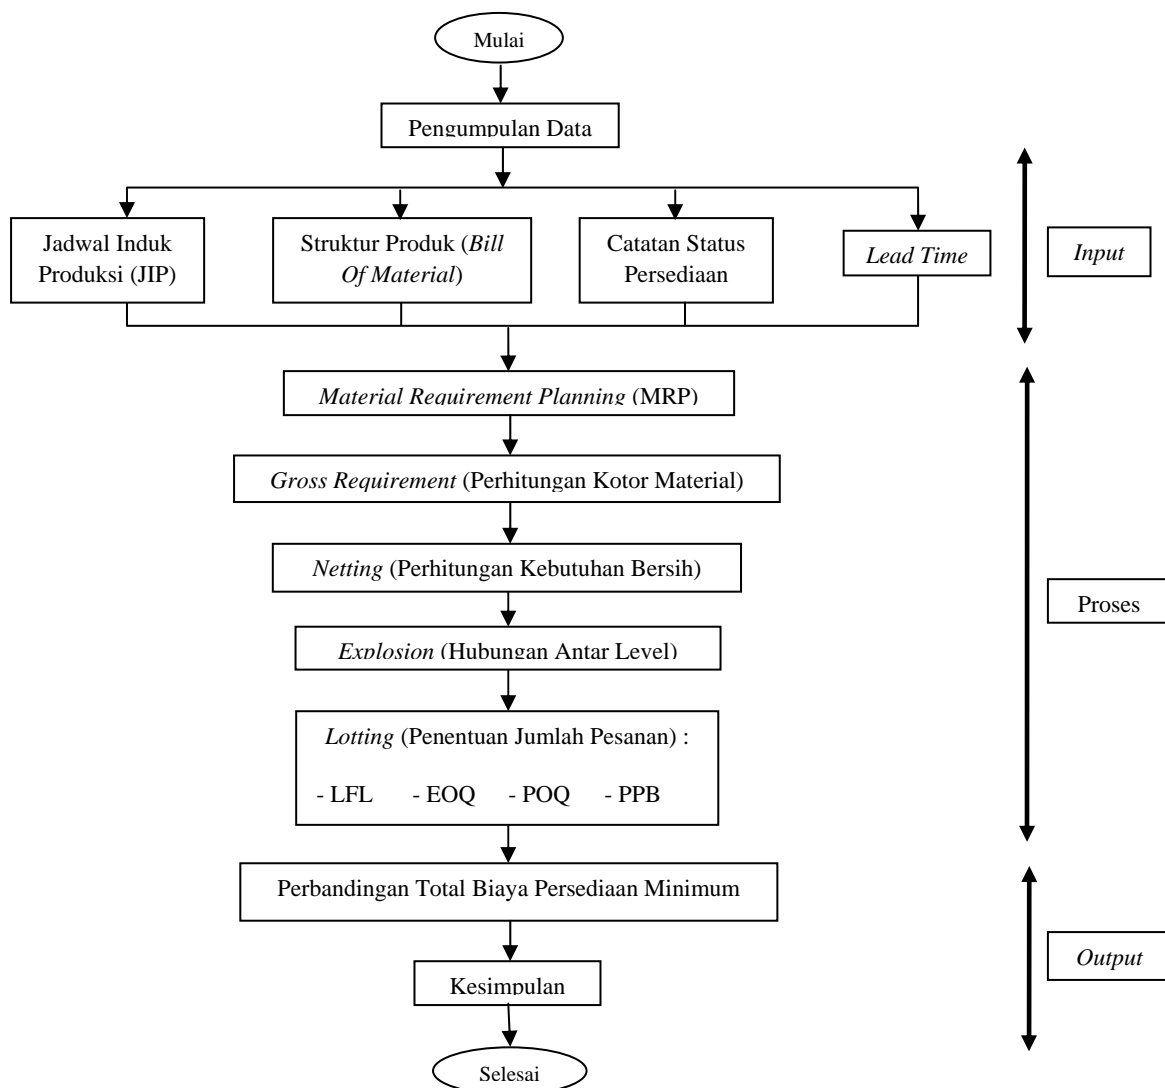 Mulai
Pengumpulan Data
Jadwal Induk
Produksi (JIP)
Struktur Produk (Bill
Of Material)
Catatan Status
Persediaan
Lead Time
Input
Material Requirement Planning (MRP)
Gross Requirement (Perhitungan Kotor Material)
Netting (Perhitungan Kebutuhan Bersih)
Proses
Explosion (Hubungan Antar Level)
Lotting (Penentuan Jumlah Pesanan) :
- LFL - EOQ - POQ - PPB
Perbandingan Total Biaya Persediaan Minimum
Output
Kesimpulan
Selesai